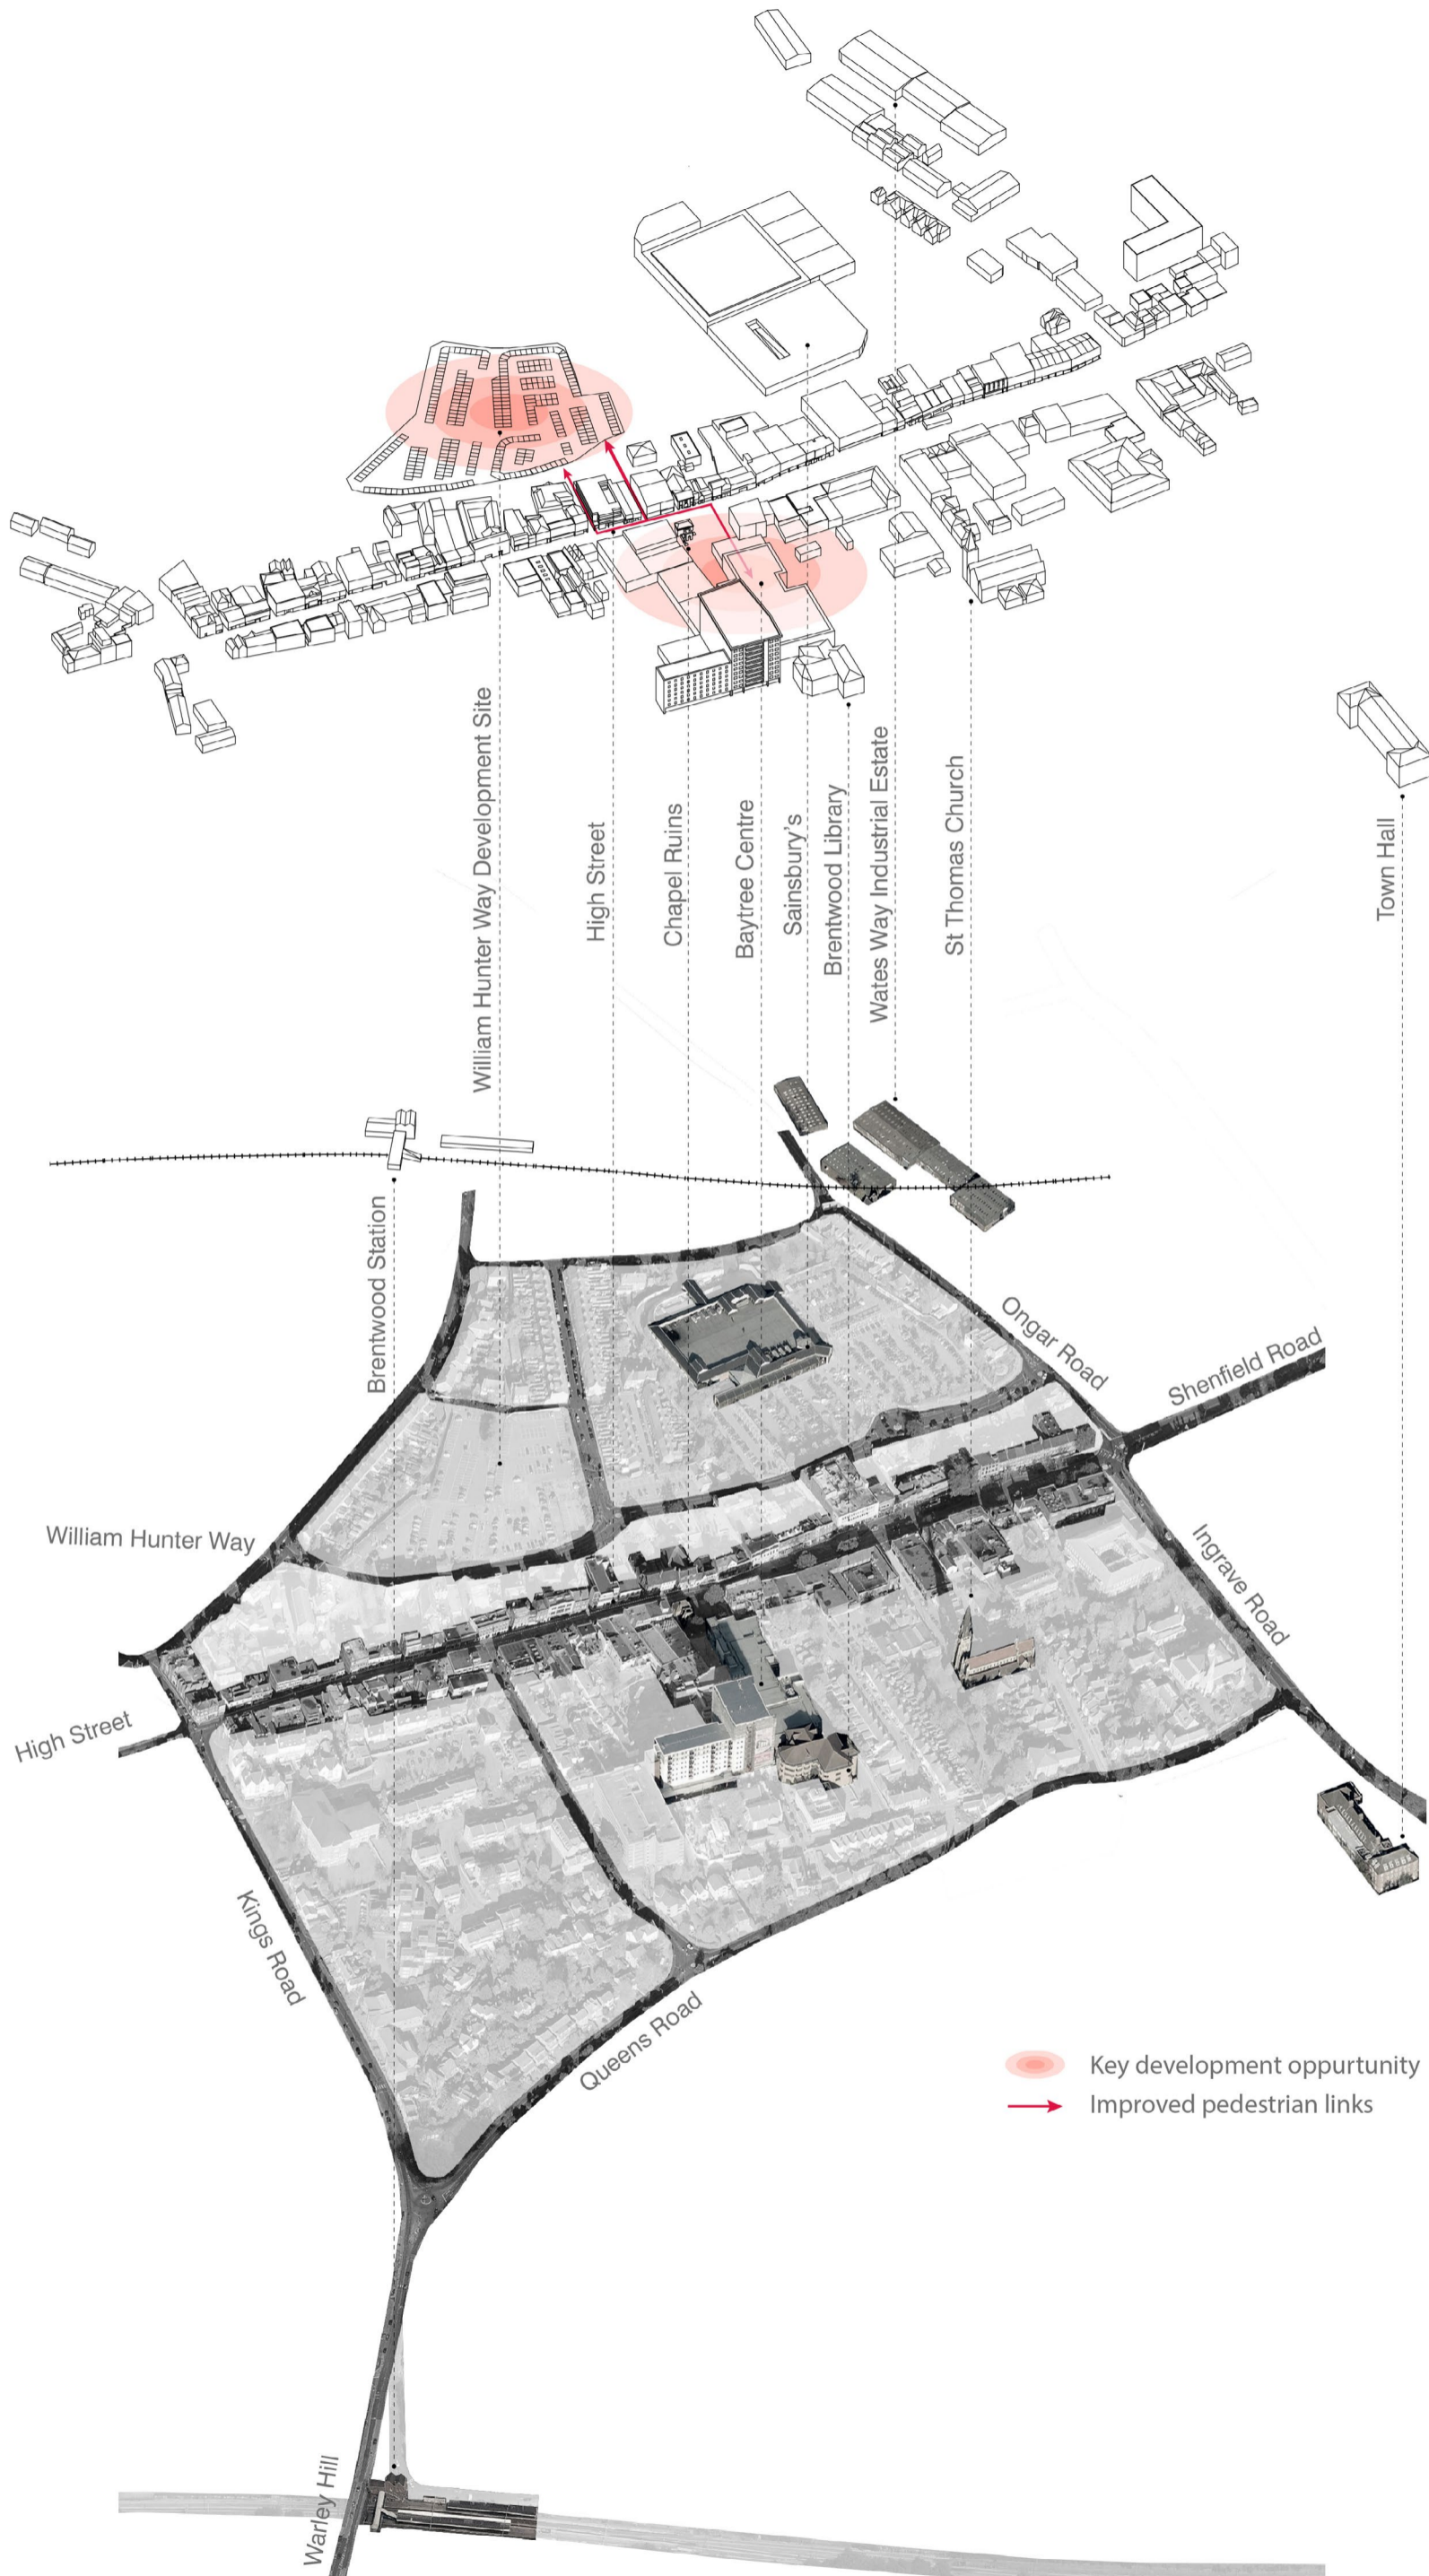 William Hunter Way Development Site
High Street
Chapel Ruins
Baytree Centre
Sainsbury's
Brentwood Library
Wates Way Industrial Estate
St Thomas Church
Town Hall
Brentwood Station
Ongar Road
Shenfield Road
William Hunter Way
Ingrave Road
High Street
Kings Road
Queens Road
Key development oppurtunity
Improved pedestrian links
Warley Hill